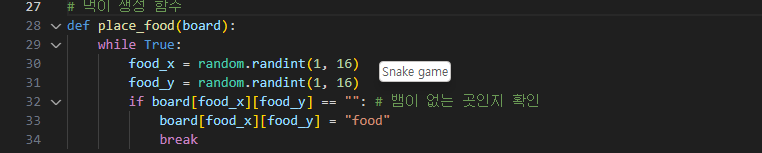 27 # 먹이 생성 함수
28 def place_food(board):
29 while True:
30 food_x = random.randint(1, 16)
Snake game
31 food_y = random.randint(1, 16)
32 if board[food_x][food_y] == "": # 뱀이 없는 곳인지 확인
33 board[food_x][food_y] = "food"
34 break